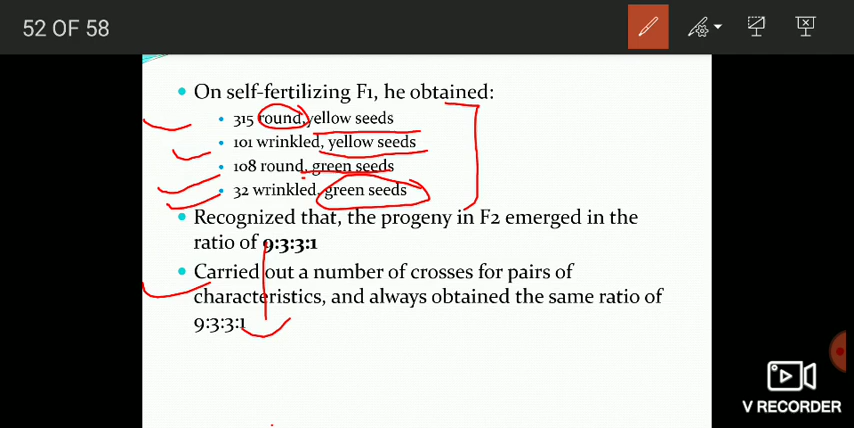 52 OF 58
On self-fertilizing F1, he obtained:
315 round, yellow seeds
101 wrinkled, yellow seeds
108 round, green seeds
32 wrinkled, green seeds
Recognized that, the progeny in F2 emerged in the
ratio of 9:3:3:1
Carried out a number of crosses for pairs of
characteristics, and always obtained the same ratio of
9:3:3:1
V RECORDER